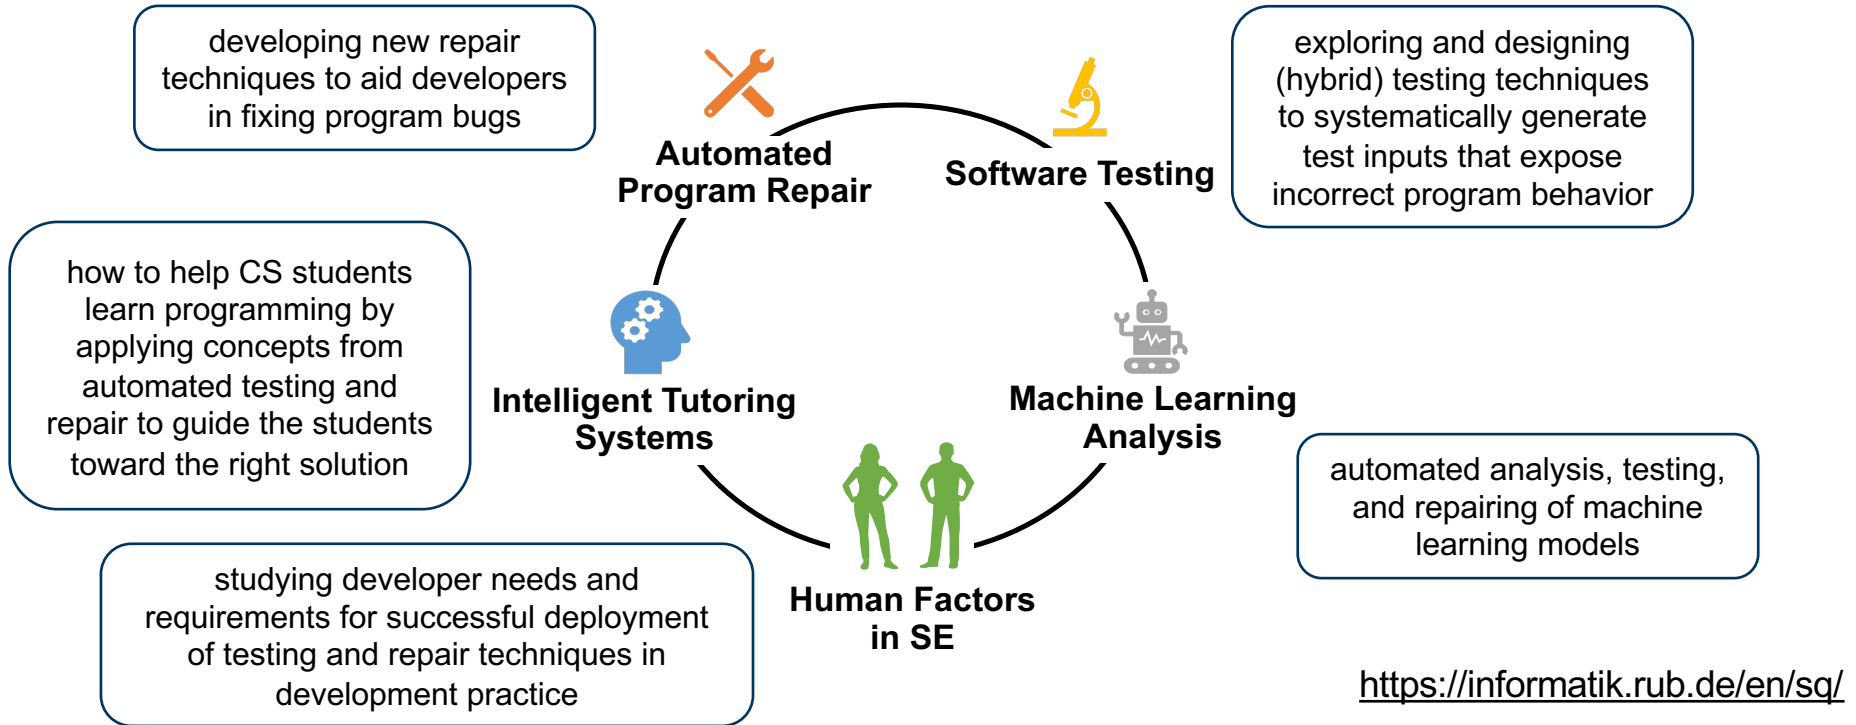 developing new repair
techniques to aid developers
in fixing program bugs
Automated
Program Repair
Software Testing
exploring and designing
(hybrid) testing techniques
to systematically generate
test inputs that expose
incorrect program behavior
how to help CS students
learn programming by
applying concepts from
automated testing and
repair to guide the students
toward the right solution
Intelligent Tutoring
Systems
Machine Learning
Analysis
automated analysis, testing,
and repairing of machine
learning models
studying developer needs and
requirements for successful deployment
of testing and repair techniques in
development practice
Human Factors
in SE
https://informatik.rub.de/en/sq/